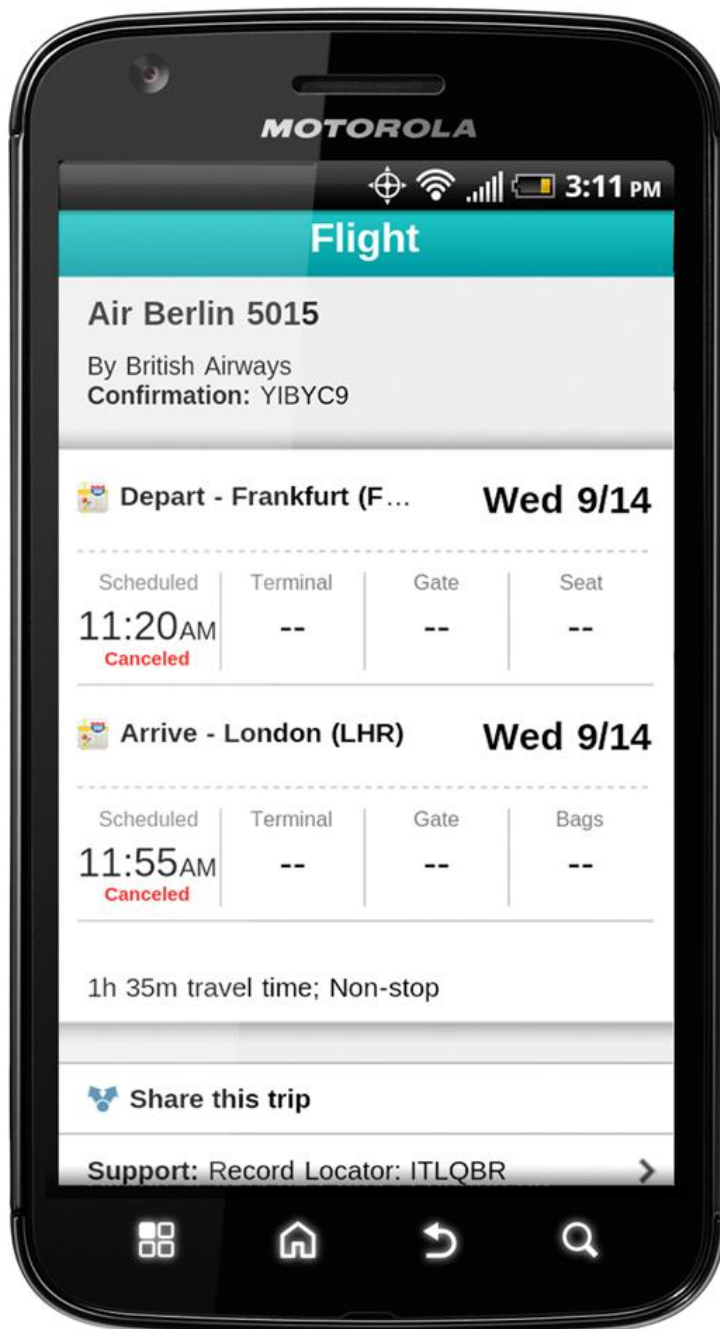 MOTOROLA
3:11 PM
Flight
Air Berlin 5015
By British Airways
Confirmation: YIBYC9
Depart - Frankfurt (F... Wed 9/14
Scheduled Terminal Gate Seat
11:20AM -- -- --
Canceled
Arrive - London (LHR) Wed 9/14
Scheduled Terminal Gate Bags
11:55AM -- -- --
Canceled
1h 35m travel time; Non-stop
Share this trip
Support: Record Locator: ITLQBR